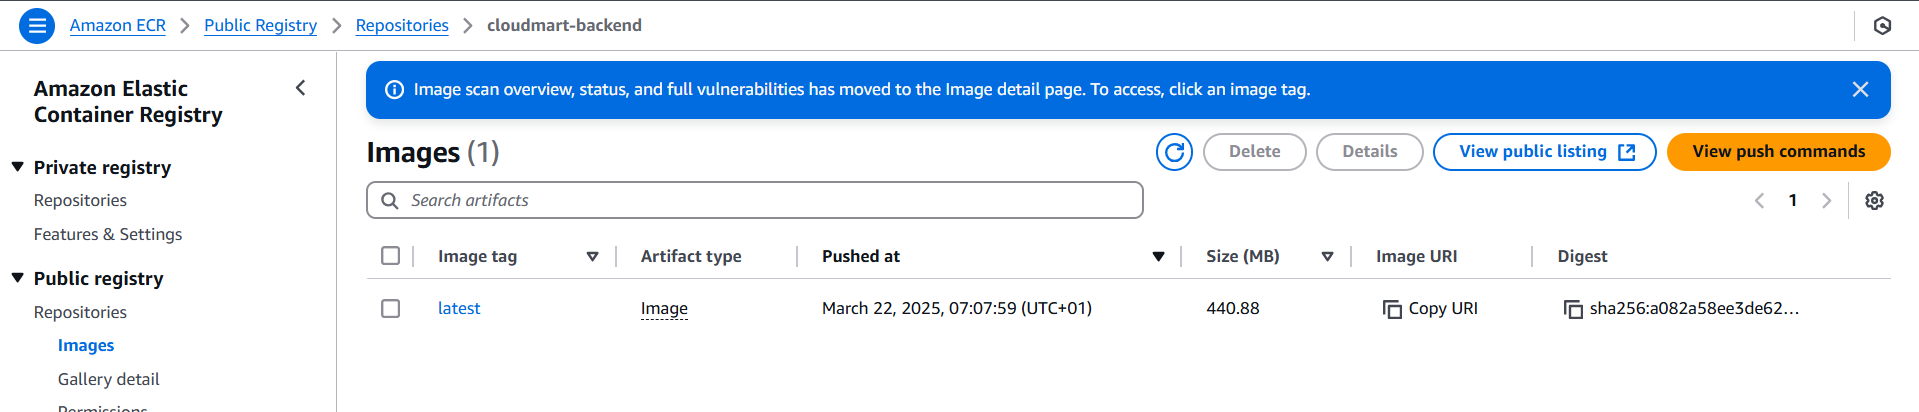 Amazon ECR > Public Registry > Repositories > cloudmart-backend
Amazon Elastic
Container Registry
Private registry
Repositories
Features & Settings
Public registry
Repositories
Images
Gallery detail
Permissions
Image scan overview, status, and full vulnerabilities has moved to the Image detail page. To access, click an image tag.
Images (1)
Delete
Details
View public listing
View push commands
Search artifacts
1
Image tag Artifact type Pushed at Size (MB) Image URI Digest
latest Image March 22, 2025, 07:07:59 (UTC+01) 440.88 Copy URI sha256:a082a58ee3de62...